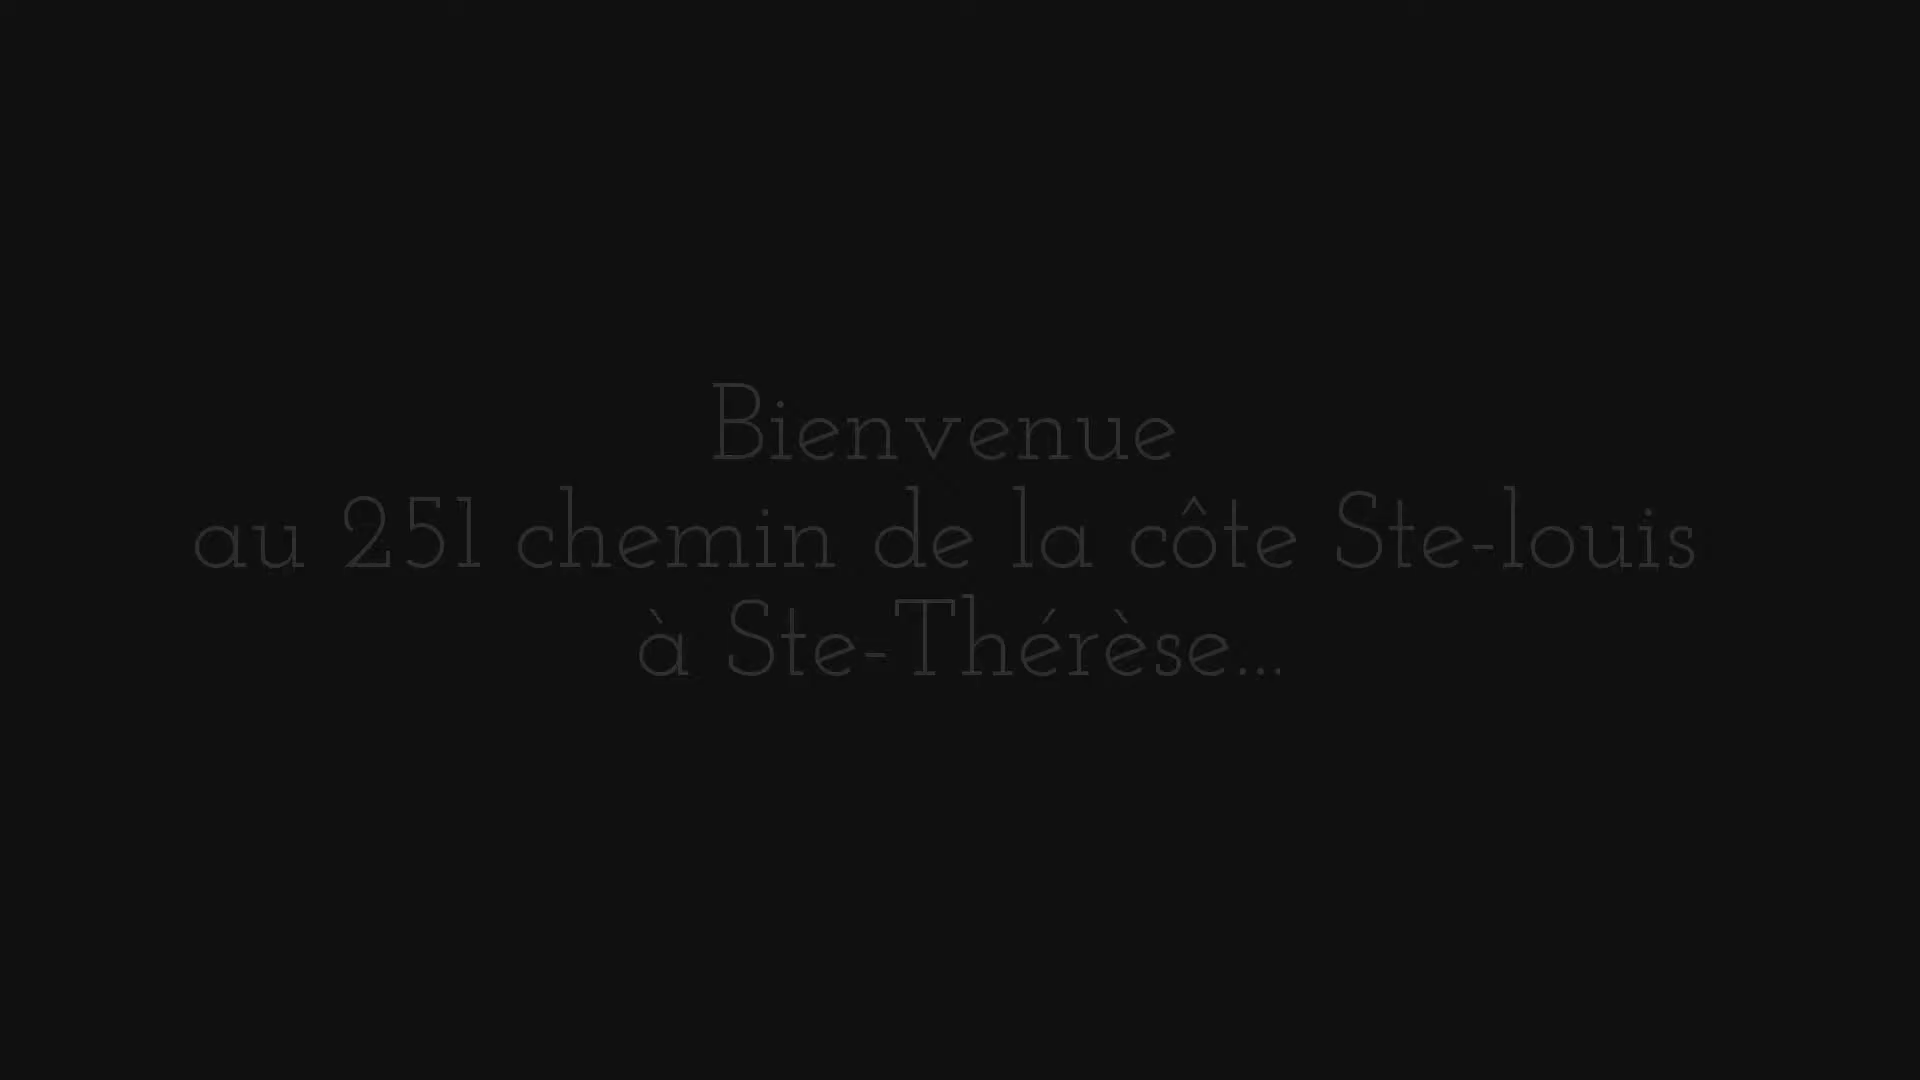 Bienvenue
au 251 chemin de la côte Ste-louis
à Ste-Thérèse...